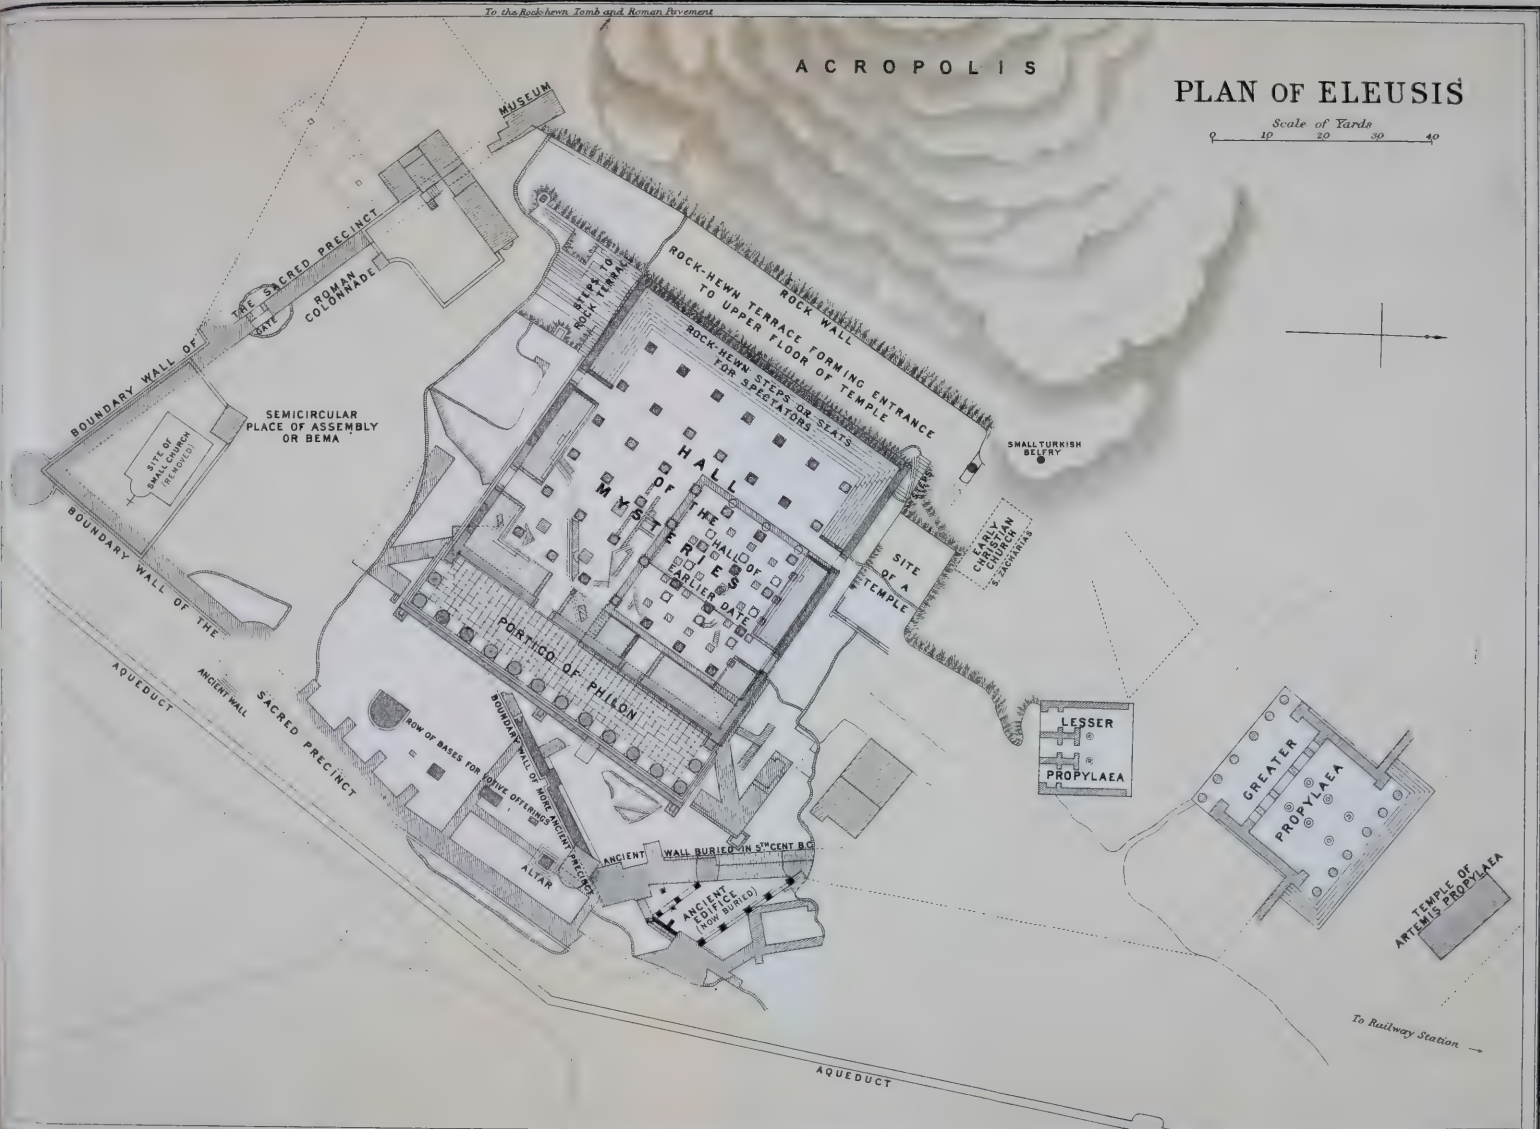 To the Rock-hewn Tomb and Roman Pavement
ACROPOLIS
PLAN OF ELEUSIS
Scale of Yards
0 10 20 30 40
MUSEUM
BOUNDARY WALL OF THE SACRED PRECINCT
ROMAN
COLONNADE
GATE
STEPS TO
ROCK TERRACE
ROCK WALL
ROCK-HEWN TERRACE FORMING ENTRANCE
TO UPPER FLOOR OF TEMPLE
ROCK-HEWN STEPS OR SEATS
FOR SPECTATORS
SEMICIRCULAR
PLACE OF ASSEMBLY
OR BEMA
SITE OF
SMALL CHURCH
(REMOVED)
SMALL TURKISH
BELFRY
STEPS
EARLY
CHRISTIAN
CHURCH
S. ZACHARIAS
HALL
OF
THE
MYSTERIES
HALL OF
EARLIER DATE
SITE
OF A
TEMPLE
PORTICO OF PHILON
BOUNDARY WALL OF THE
SACRED PRECINCT
ANCIENT WALL
AQUEDUCT
ROW OF BASES FOR VOTIVE OFFERINGS
BOUNDARY WALL OF MORE ANCIENT PRECINCT
ALTAR
ANCIENT WALL BURIED IN 5TH CENT B.C.
ANCIENT
EDIFICE
(NOW BURIED)
LESSER
PROPYLAEA
GREATER
PROPYLAEA
TEMPLE OF
ARTEMIS PROPYLAEA
To Railway Station
AQUEDUCT